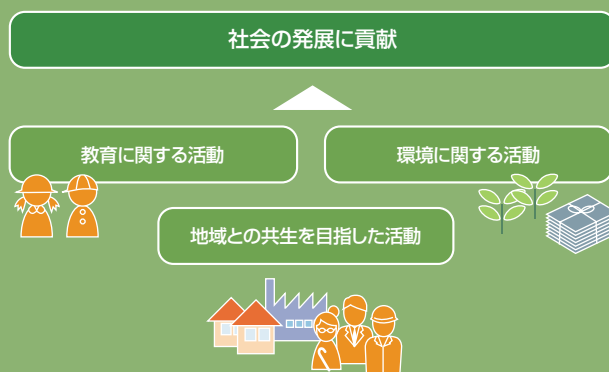 社会の発展に貢献
教育に関する活動
環境に関する活動
地域との共生を目指した活動